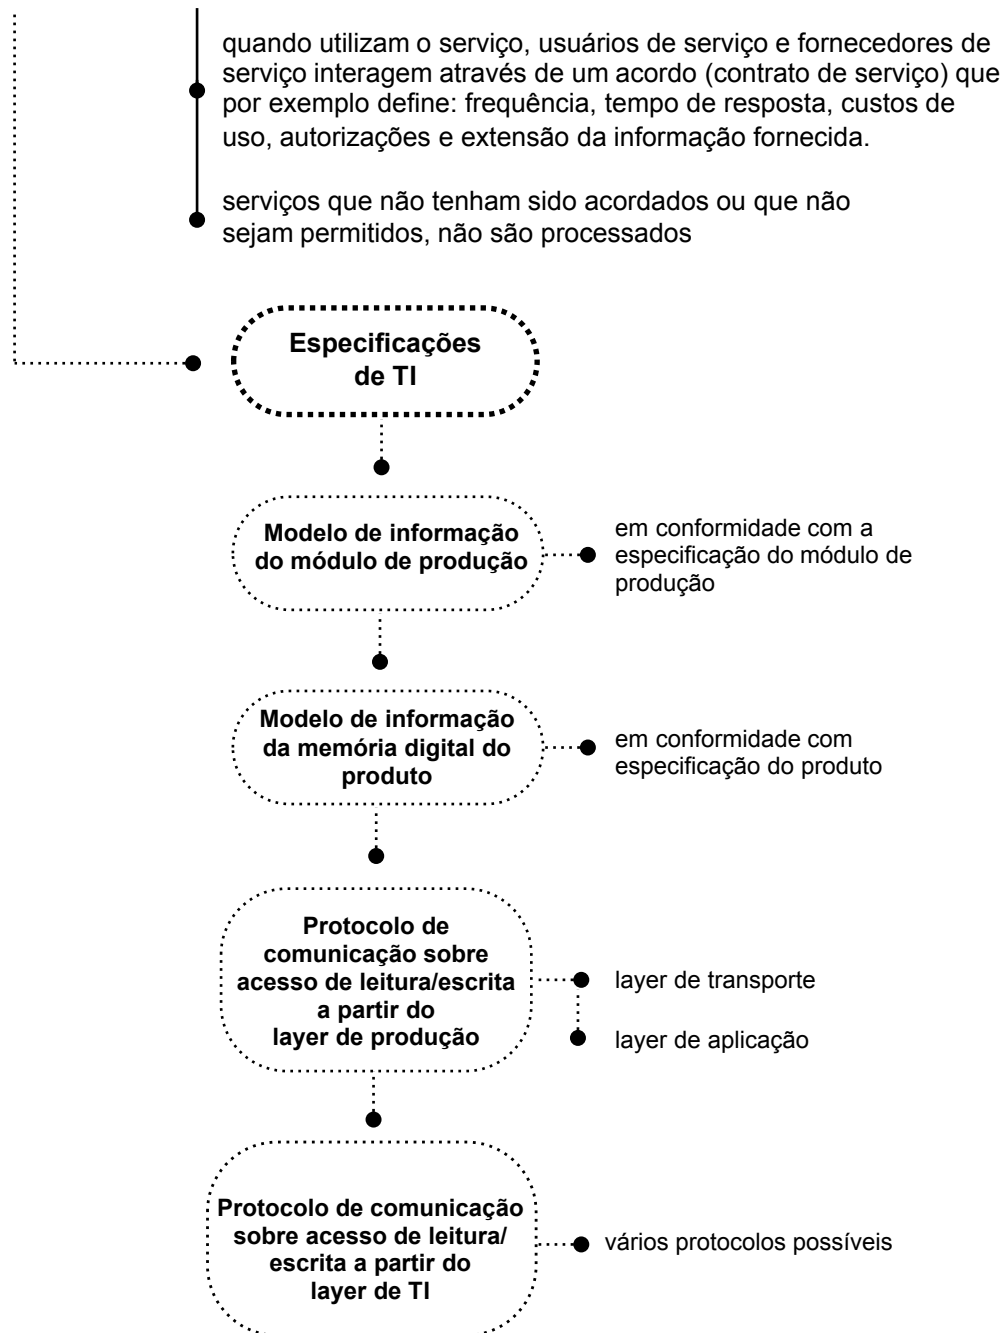 quando utilizam o serviço, usuários de serviço e fornecedores de
serviço interagem através de um acordo (contrato de serviço) que
por exemplo define: frequência, tempo de resposta, custos de
uso, autorizações e extensão da informação fornecida.
serviços que não tenham sido acordados ou que não
sejam permitidos, não são processados
Especificações
de TI
Modelo de informação
do módulo de produção
em conformidade com a
especificação do módulo de
produção
Modelo de informação
da memória digital do
produto
em conformidade com
especificação do produto
Protocolo de
comunicação sobre
acesso de leitura/escrita
a partir do
layer de produção
layer de transporte
layer de aplicação
Protocolo de comunicação
sobre acesso de leitura/
escrita a partir do
layer de TI
vários protocolos possíveis